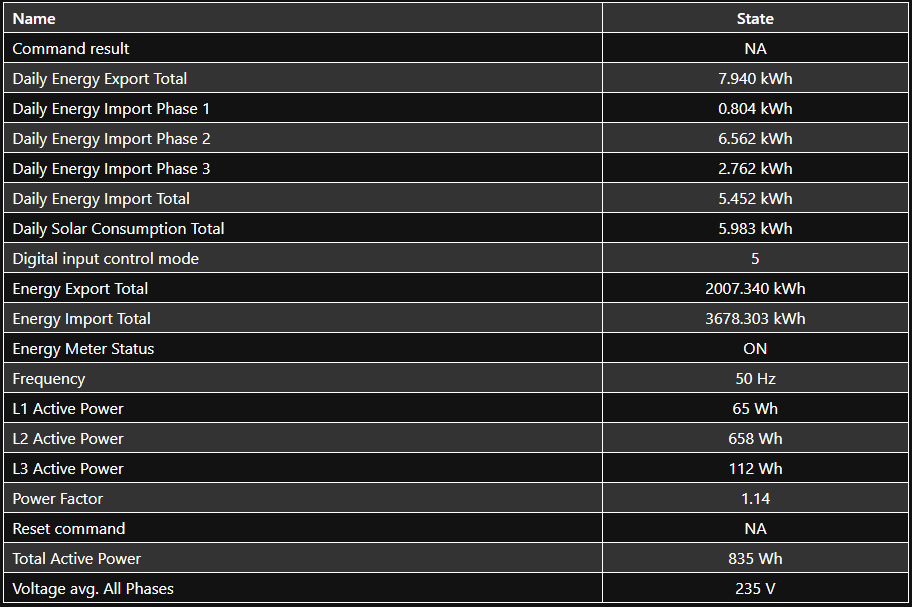 Name State
Command result NA
Daily Energy Export Total 7.940 kWh
Daily Energy Import Phase 1 0.804 kWh
Daily Energy Import Phase 2 6.562 kWh
Daily Energy Import Phase 3 2.762 kWh
Daily Energy Import Total 5.452 kWh
Daily Solar Consumption Total 5.983 kWh
Digital input control mode 5
Energy Export Total 2007.340 kWh
Energy Import Total 3678.303 kWh
Energy Meter Status ON
Frequency 50 Hz
L1 Active Power 65 Wh
L2 Active Power 658 Wh
L3 Active Power 112 Wh
Power Factor 1.14
Reset command NA
Total Active Power 835 Wh
Voltage avg. All Phases 235 V